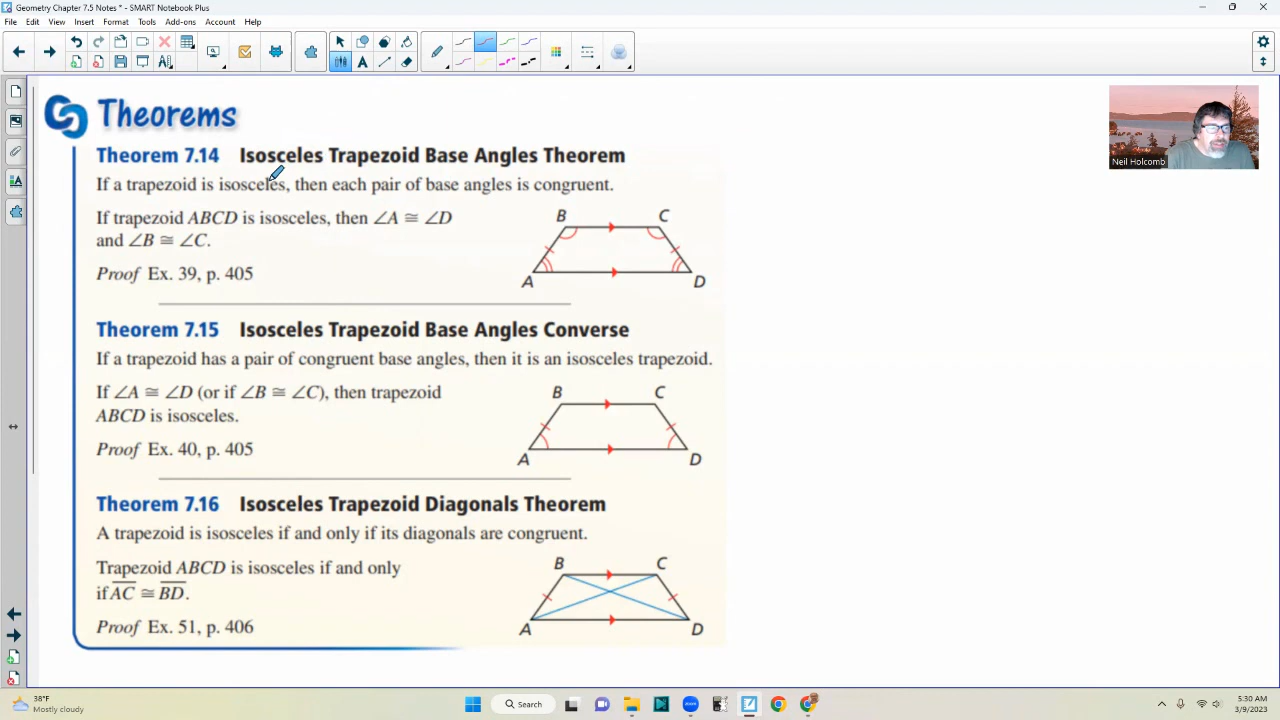 Geometry Chapter 7.5 Notes * - SMART Notebook Plus
File Edit View Insert Format Tools Add-ons Account Help
Theorems
Theorem 7.14 Isosceles Trapezoid Base Angles Theorem
If a trapezoid is isosceles, then each pair of base angles is congruent.
If trapezoid ABCD is isosceles, then ∠A ≅ ∠D
and ∠B ≅ ∠C.
Proof Ex. 39, p. 405
B C
A D
Theorem 7.15 Isosceles Trapezoid Base Angles Converse
If a trapezoid has a pair of congruent base angles, then it is an isosceles trapezoid.
If ∠A ≅ ∠D (or if ∠B ≅ ∠C), then trapezoid
ABCD is isosceles.
Proof Ex. 40, p. 405
B C
A D
Theorem 7.16 Isosceles Trapezoid Diagonals Theorem
A trapezoid is isosceles if and only if its diagonals are congruent.
Trapezoid ABCD is isosceles if and only
if A̅C̅ ≅ B̅D̅.
Proof Ex. 51, p. 406
B C
A D
Neil Holcomb
38°F
Mostly cloudy
Search
5:30 AM
3/9/2023